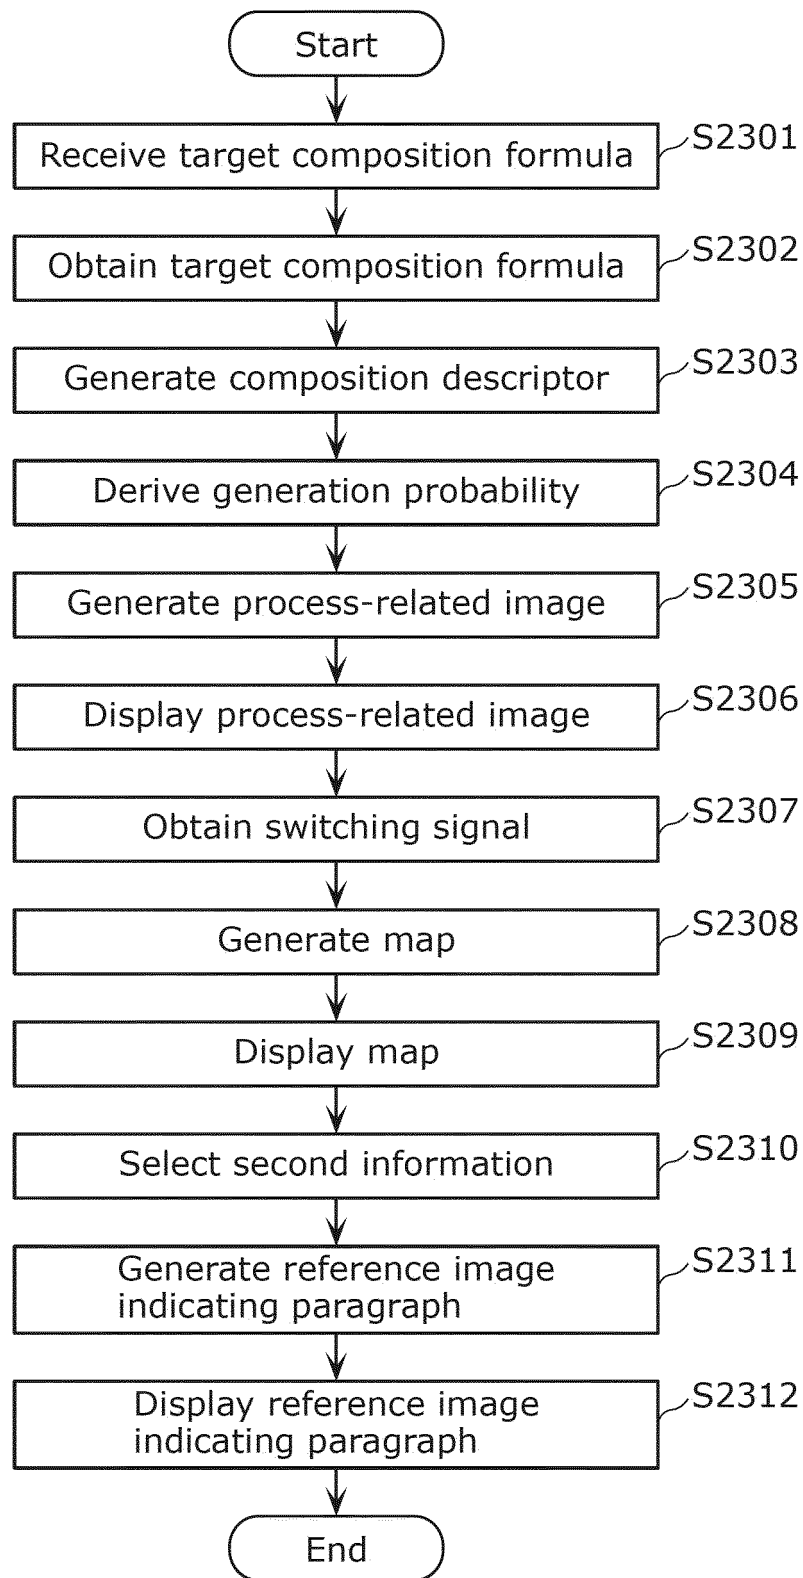 Start
Receive target composition formula
S2301
Obtain target composition formula
S2302
Generate composition descriptor
S2303
Derive generation probability
S2304
Generate process-related image
S2305
Display process-related image
S2306
Obtain switching signal
S2307
Generate map
S2308
Display map
S2309
Select second information
S2310
Generate reference image
indicating paragraph
S2311
Display reference image
indicating paragraph
S2312
End